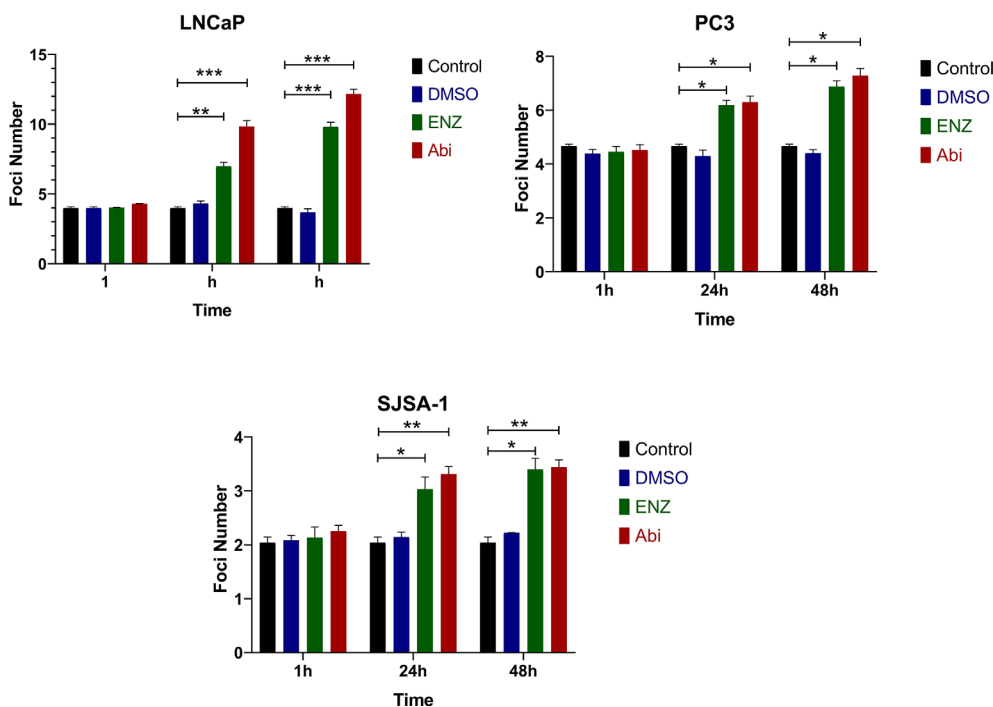 LNCaP
15
10
5
0
Foci Number
***
**
***
***
1
h
h
Time
Control
DMSO
ENZ
Abi
PC3
8
6
4
2
0
Foci Number
*
*
*
*
1h
24h
48h
Time
Control
DMSO
ENZ
Abi
SJSA-1
4
3
2
1
0
Foci Number
**
*
**
*
1h
24h
48h
Time
Control
DMSO
ENZ
Abi